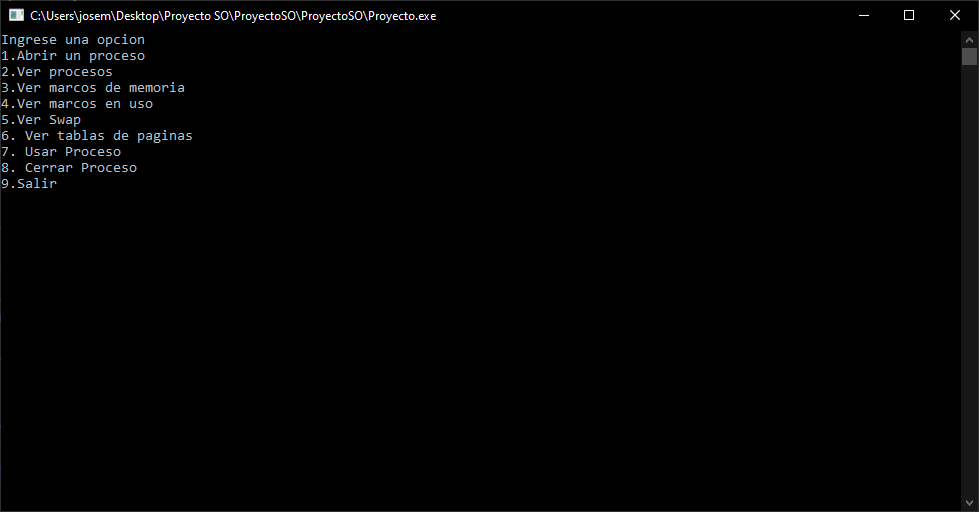 C:\Users\josem\Desktop\Proyecto SO\ProyectoSO\ProyectoSO\Proyecto.exe
Ingrese una opcion
1.Abrir un proceso
2.Ver procesos
3.Ver marcos de memoria
4.Ver marcos en uso
5.Ver Swap
6. Ver tablas de paginas
7. Usar Proceso
8. Cerrar Proceso
9.Salir